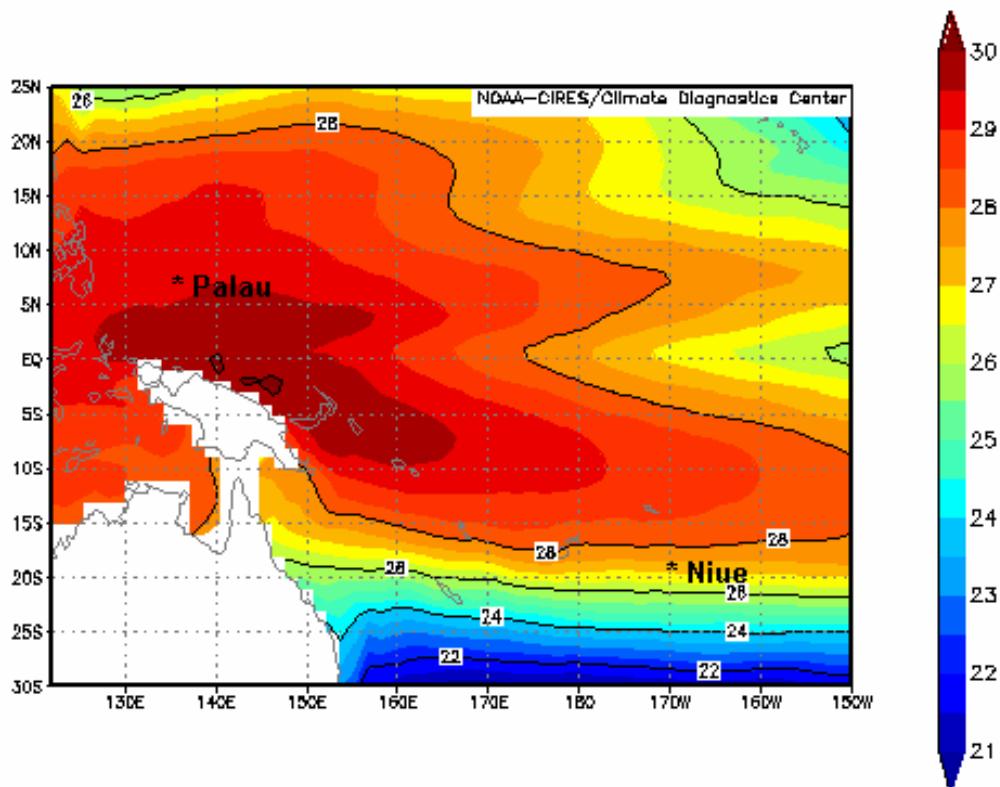 30
25N
26
NOAA-CIRES/Climate Diagnostics Center
28
20N
29
15N
28
10N
* Palau
27
5N
EQ
26
5S
25
10S
15S
24
28
28
20S
26
* Niue
26
23
25S
24
24
22
22
22
30S
130E
140E
150E
160E
170E
180
170W
160W
150W
21